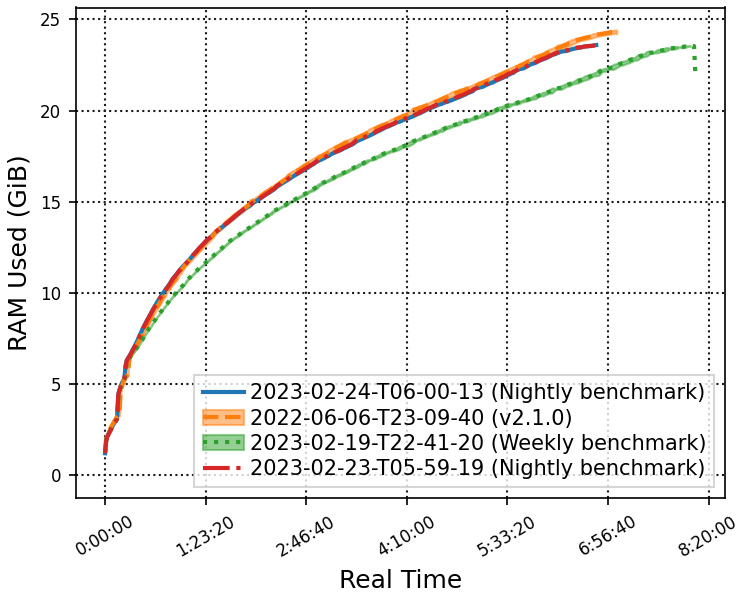 25
20
15
10
5
0
RAM Used (GiB)
2023-02-24-T06-00-13 (Nightly benchmark)
2022-06-06-T23-09-40 (v2.1.0)
2023-02-19-T22-41-20 (Weekly benchmark)
2023-02-23-T05-59-19 (Nightly benchmark)
0:00:00
1:23:20
2:46:40
4:10:00
5:33:20
6:56:40
8:20:00
Real Time